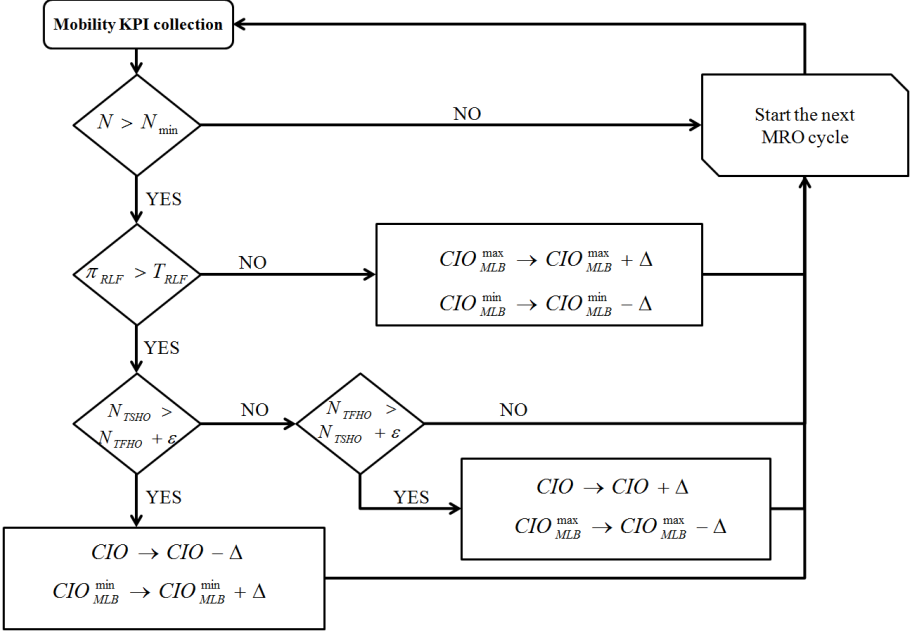 Mobility KPI collection
N > N_min
NO
Start the next
MRO cycle
YES
π_RLF > T_RLF
NO
CIO_MLB^max → CIO_MLB^max + Δ
CIO_MLB^min → CIO_MLB^min − Δ
YES
N_TSHO >
N_TFHO + ε
NO
N_TFHO >
N_TSHO + ε
NO
YES
CIO → CIO + Δ
CIO_MLB^max → CIO_MLB^max − Δ
YES
CIO → CIO − Δ
CIO_MLB^min → CIO_MLB^min + Δ